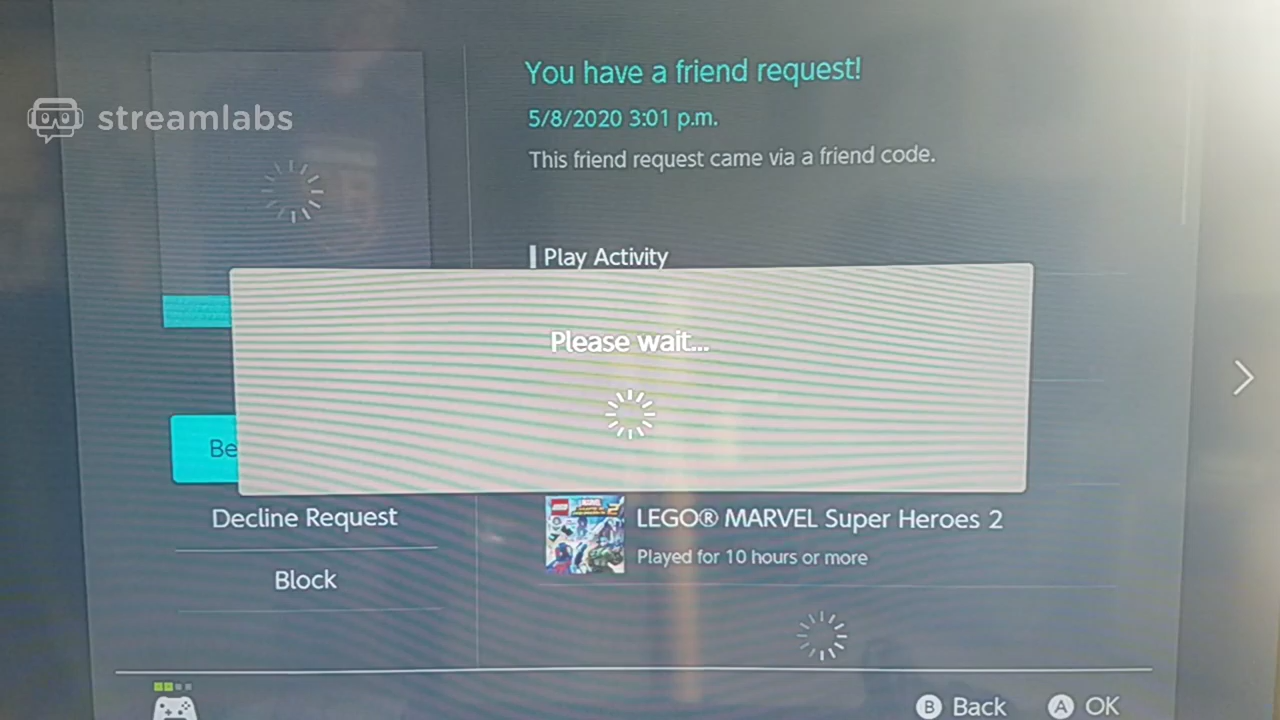 You have a friend request!
streamlabs
5/8/2020 3:01 p.m.
This friend request came via a friend code.
Play Activity
Please wait...
Be
Decline Request
LEGO® MARVEL Super Heroes 2
Played for 10 hours or more
Block
B Back
A OK